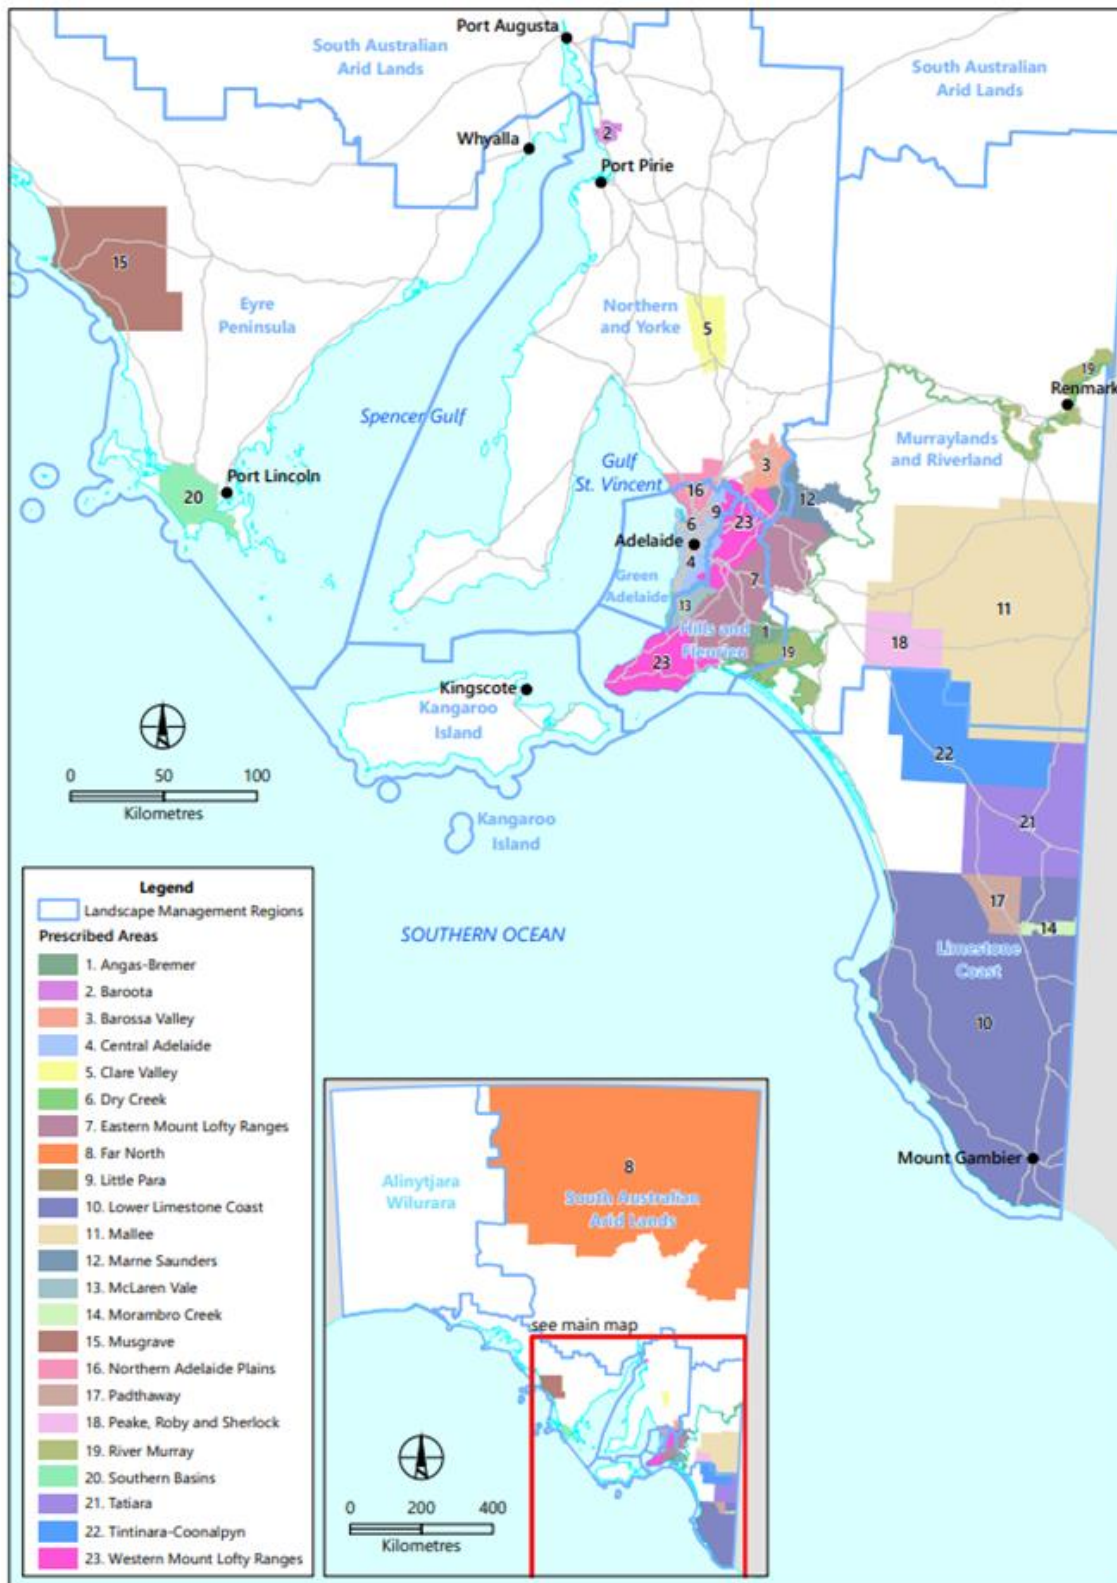 Port Augusta
South Australian
Arid Lands
South Australian
Arid Lands
Whyalla
2
Port Pirie
15
Eyre
Peninsula
Northern
and Yorke
5
19
Renmark
Spencer Gulf
Murraylands
and Riverland
Gulf
St. Vincent
3
Port Lincoln
20
16
12
9
6
23
Adelaide
4
7
Green
Adelaide
11
13
Hills and
Fleurieu
1
19
18
23
Kingscote
Kangaroo
Island
22
0 50 100
Kilometres
Kangaroo
Island
21
17
14
SOUTHERN OCEAN
Limestone
Coast
10
Mount Gambier
Legend
Landscape Management Regions
Prescribed Areas
1. Angas-Bremer
2. Baroota
3. Barossa Valley
4. Central Adelaide
5. Clare Valley
6. Dry Creek
7. Eastern Mount Lofty Ranges
8. Far North
9. Little Para
10. Lower Limestone Coast
11. Mallee
12. Marne Saunders
13. McLaren Vale
14. Morambro Creek
15. Musgrave
16. Northern Adelaide Plains
17. Padthaway
18. Peake, Roby and Sherlock
19. River Murray
20. Southern Basins
21. Tatiara
22. Tintinara-Coonalpyn
23. Western Mount Lofty Ranges
8
Alinytjara
Wilurara
South Australian
Arid Lands
see main map
0 200 400
Kilometres